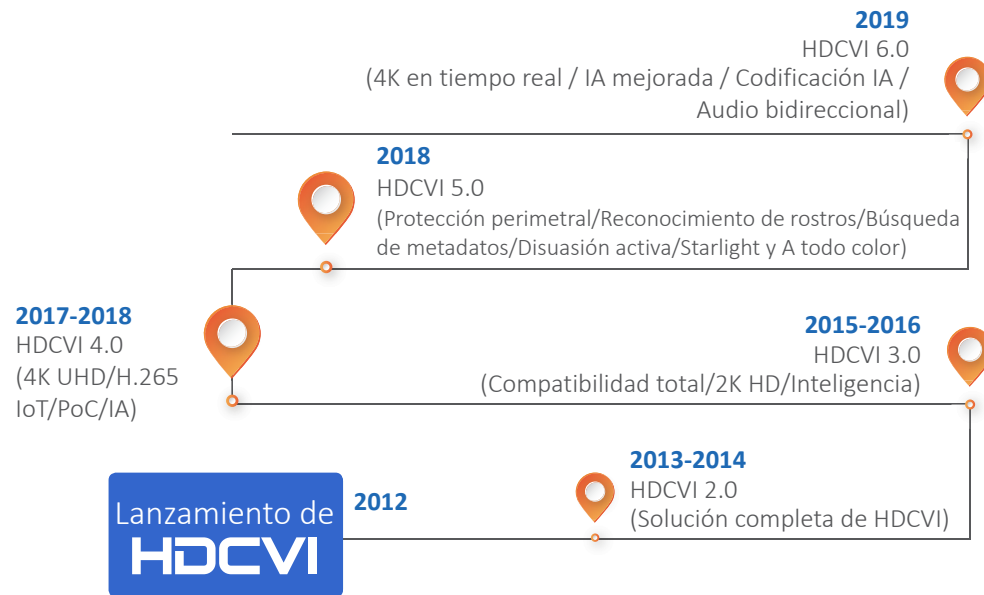 2019
HDCVI 6.0
(4K en tiempo real / IA mejorada / Codificación IA /
Audio bidireccional)
2018
HDCVI 5.0
(Protección perimetral/Reconocimiento de rostros/Búsqueda
de metadatos/Disuasión activa/Starlight y A todo color)
2017-2018
HDCVI 4.0
(4K UHD/H.265
IoT/PoC/IA)
2015-2016
HDCVI 3.0
(Compatibilidad total/2K HD/Inteligencia)
2013-2014
HDCVI 2.0
(Solución completa de HDCVI)
Lanzamiento de
HDCVI
2012